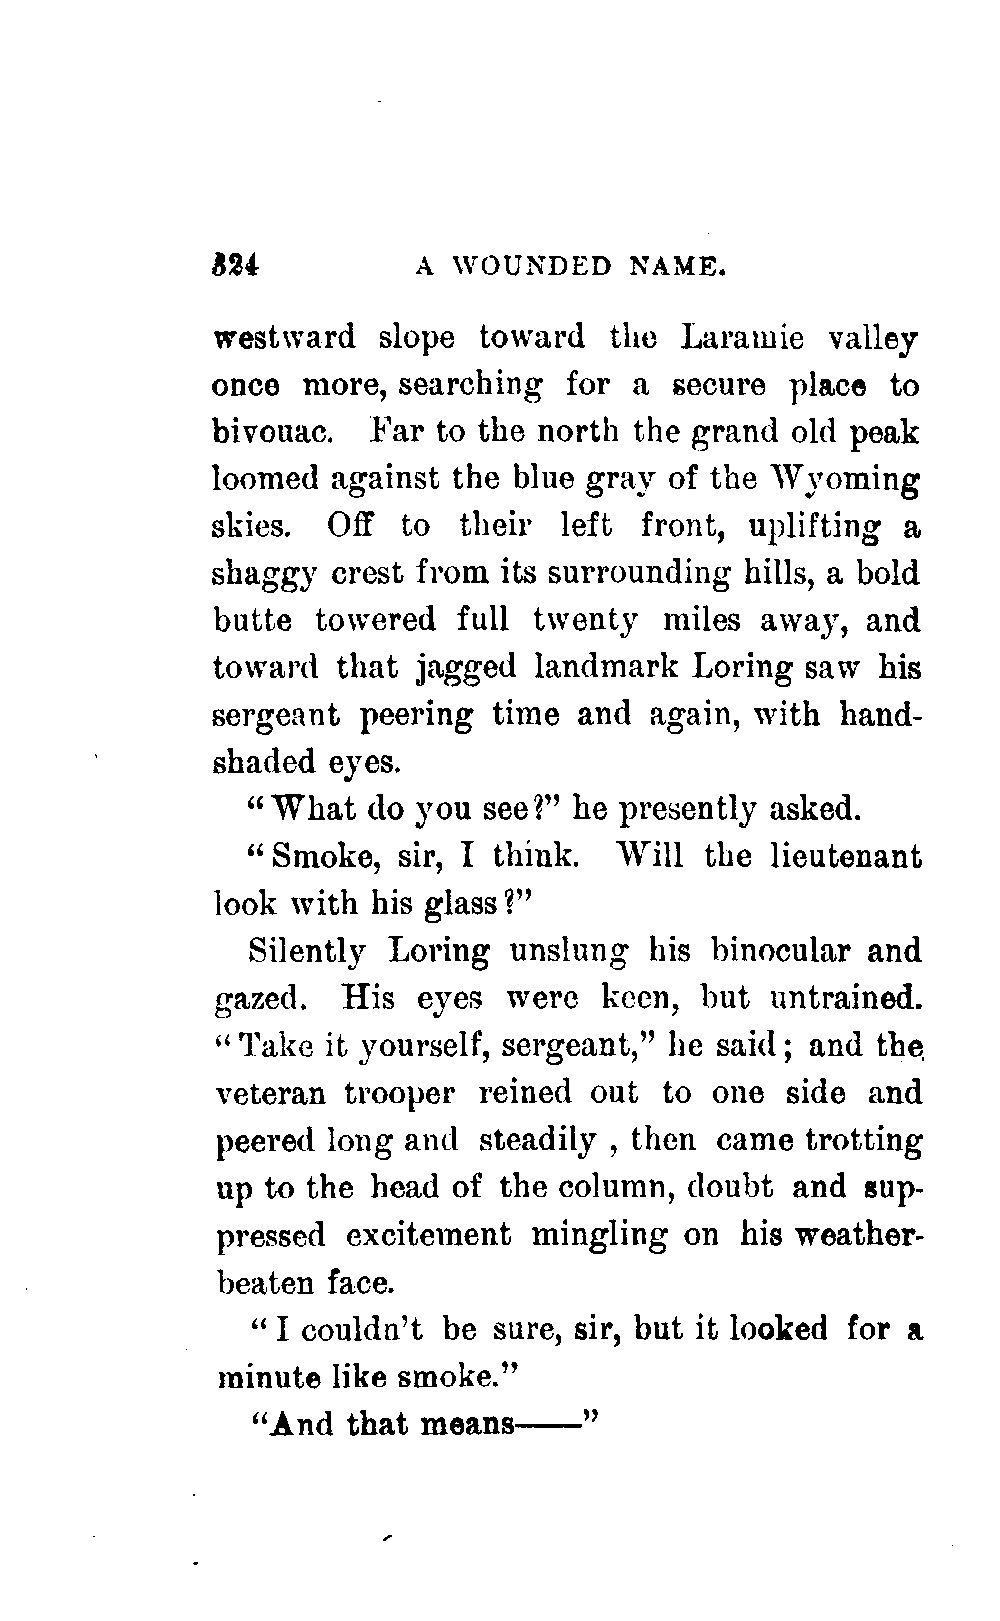 324 A WOUNDED NAME.
westward slope toward the Laramie valley
once more, searching for a secure place to
bivouac. Far to the north the grand old peak
loomed against the blue gray of the Wyoming
skies. Off to their left front, uplifting a
shaggy crest from its surrounding hills, a bold
butte towered full twenty miles away, and
toward that jagged landmark Loring saw his
sergeant peering time and again, with hand-
shaded eyes.
"What do you see?" he presently asked.
"Smoke, sir, I think. Will the lieutenant
look with his glass?"
Silently Loring unslung his binocular and
gazed. His eyes were keen, but untrained.
"Take it yourself, sergeant," he said; and the
veteran trooper reined out to one side and
peered long and steadily , then came trotting
up to the head of the column, doubt and sup-
pressed excitement mingling on his weather-
beaten face.
"I couldn't be sure, sir, but it looked for a
minute like smoke."
"And that means——"